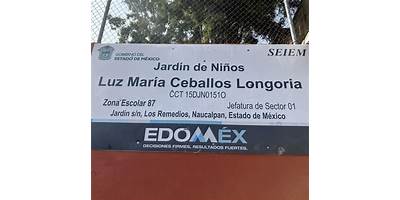 GOBIERNO DEL
ESTADO DE MÉXICO
SEIEM
Jardín de Niños
Luz María Ceballos Longoria
CCT 15DJN0151O
Zona Escolar 87
Jefatura de Sector 01
Jardín s/n, Los Remedios, Naucalpan, Estado de México
EDOMÉX
DECISIONES FIRMES, RESULTADOS FUERTES.